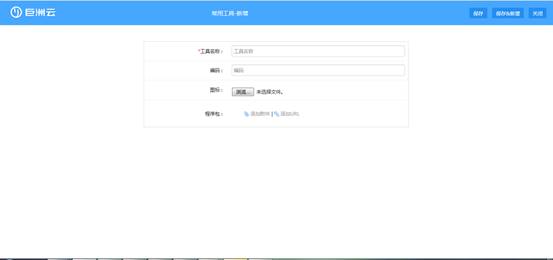 巨洲云
常用工具-新增
保存 保存&新增 关闭
*工具名称： 工具名称
编码： 编码
图标： 浏览... 未选择文件。
程序包： 添加附件 | 添加URL